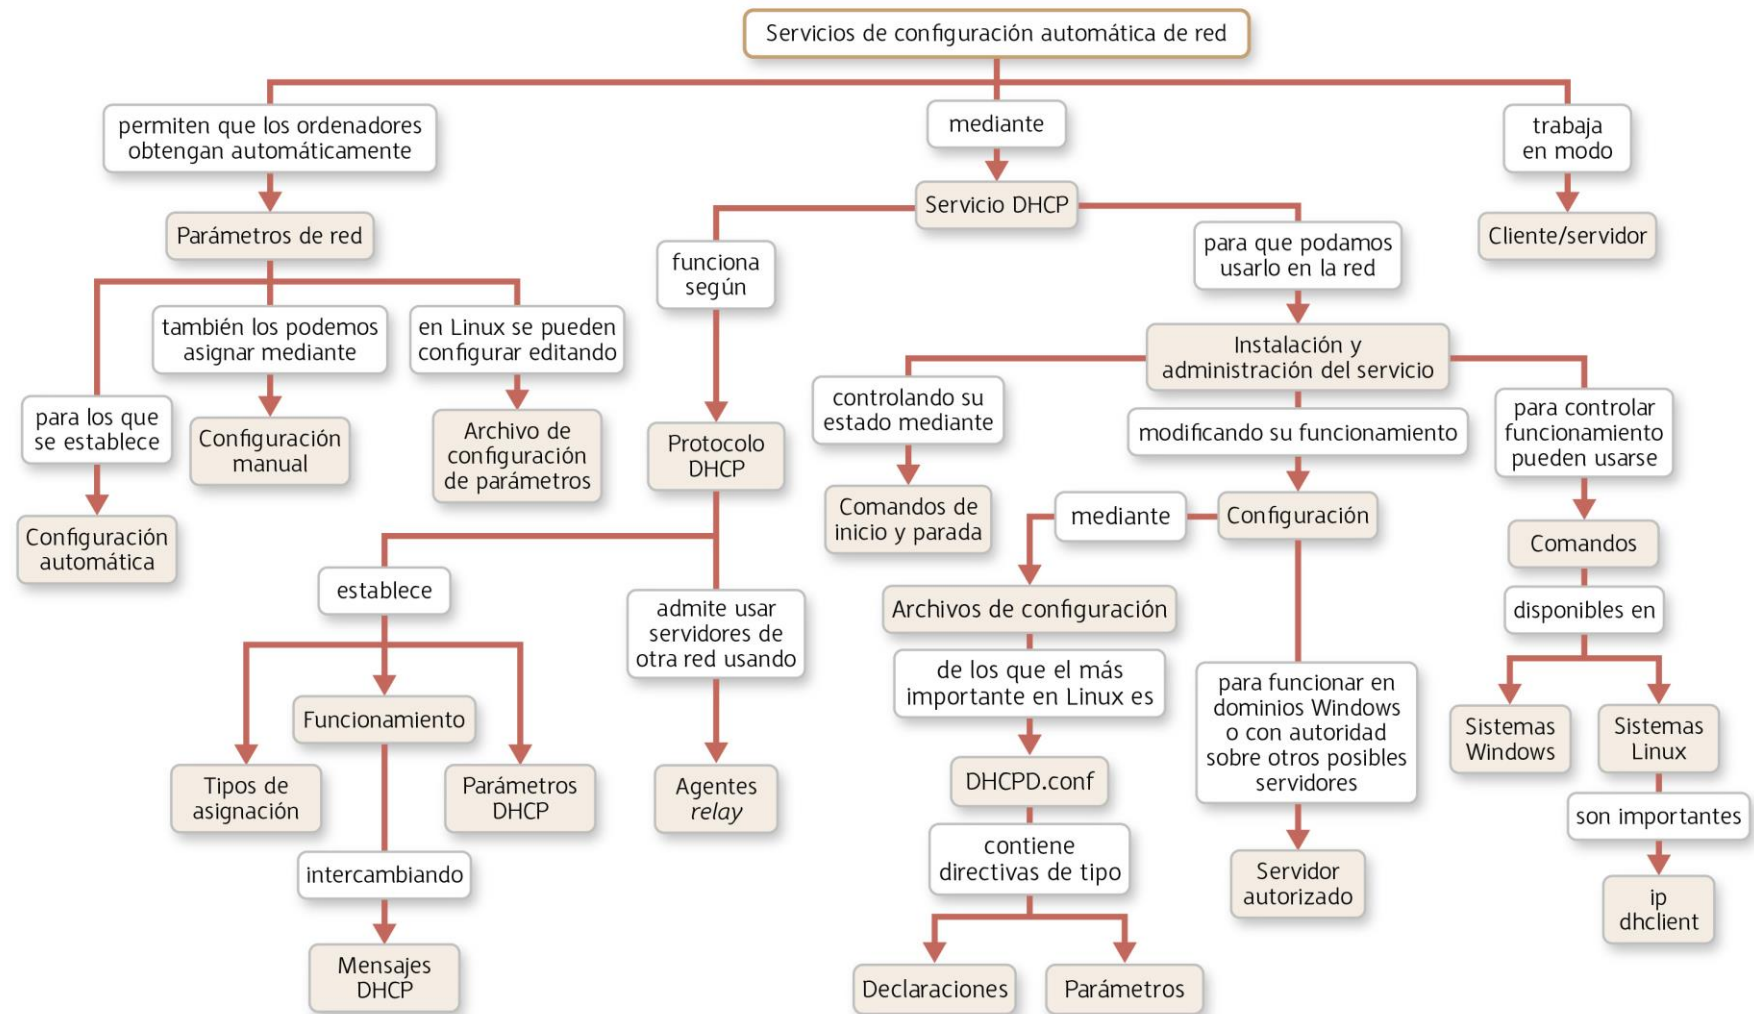 Servicios de configuración automática de red
permiten que los ordenadores
obtengan automáticamente
mediante
trabaja
en modo
Parámetros de red
Servicio DHCP
Cliente/servidor
funciona
según
para que podamos
usarlo en la red
también los podemos
asignar mediante
en Linux se pueden
configurar editando
Instalación y
administración del servicio
para los que
se establece
Configuración
manual
Archivo de
configuración
de parámetros
Protocolo
DHCP
controlando su
estado mediante
modificando su funcionamiento
para controlar
funcionamiento
pueden usarse
Configuración
automática
Comandos de
inicio y parada
mediante
Configuración
Comandos
establece
admite usar
servidores de
otra red usando
Archivos de configuración
disponibles en
de los que el más
importante en Linux es
para funcionar en
dominios Windows
o con autoridad
sobre otros posibles
servidores
Funcionamiento
Sistemas
Windows
Sistemas
Linux
Tipos de
asignación
Parámetros
DHCP
Agentes
relay
DHCPD.conf
son importantes
intercambiando
contiene
directivas de tipo
Servidor
autorizado
ip
dhclient
Mensajes
DHCP
Declaraciones
Parámetros